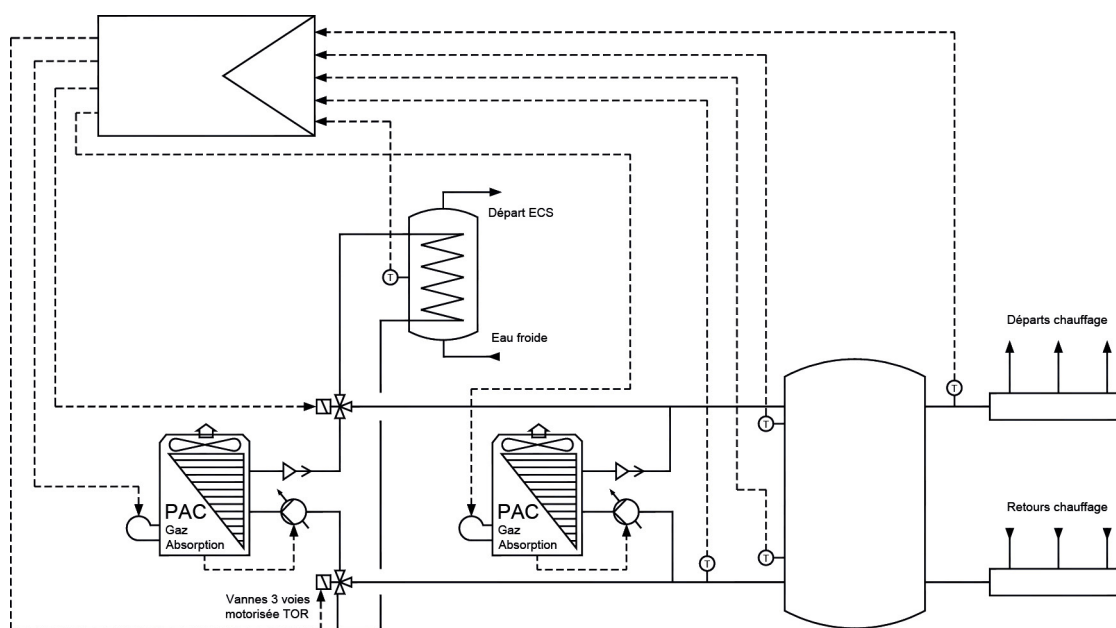 Départ ECS
T
Eau froide
Départs chauffage
T
T
PAC
Gaz
Absorption
PAC
Gaz
Absorption
Retours chauffage
T
T
Vannes 3 voies
motorisée TOR